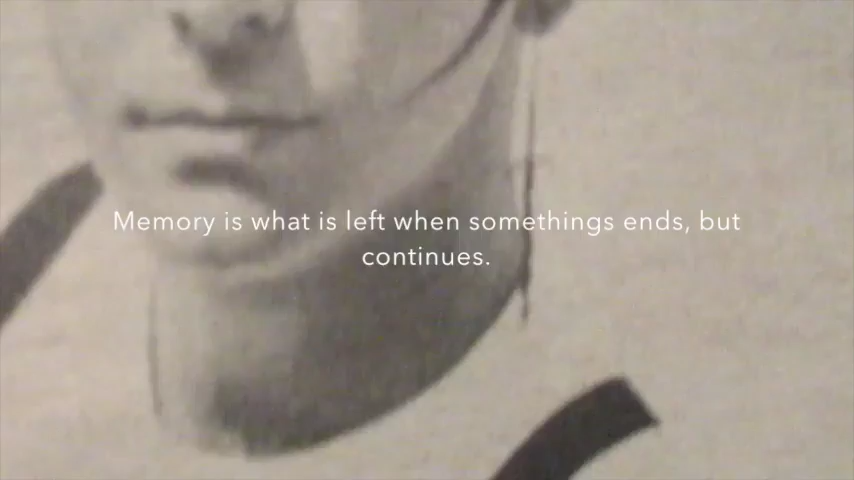 Memory is what is left when somethings ends, but
continues.